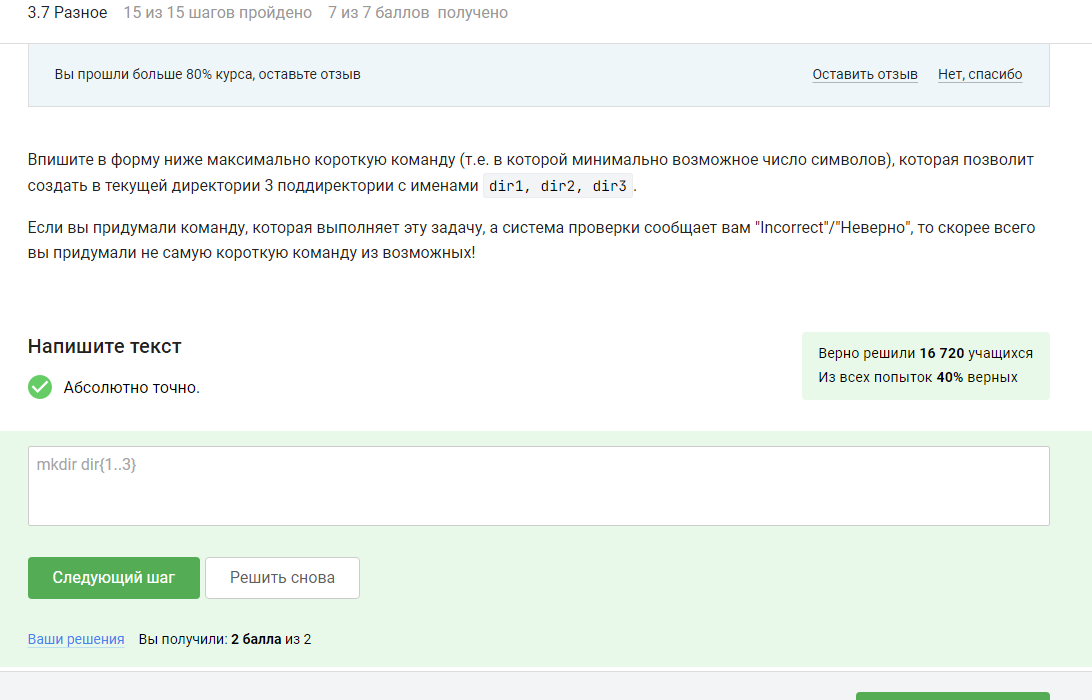 3.7 Разное 15 из 15 шагов пройдено 7 из 7 баллов получено
Вы прошли больше 80% курса, оставьте отзыв Оставить отзыв Нет, спасибо
Впишите в форму ниже максимально короткую команду (т.е. в которой минимально возможное число символов), которая позволит
создать в текущей директории 3 поддиректории с именами dir1, dir2, dir3.
Если вы придумали команду, которая выполняет эту задачу, а система проверки сообщает вам "Incorrect"/"Неверно", то скорее всего
вы придумали не самую короткую команду из возможных!
Напишите текст
Абсолютно точно.
Верно решили 16 720 учащихся
Из всех попыток 40% верных
mkdir dir{1..3}
Следующий шаг Решить снова
Ваши решения Вы получили: 2 балла из 2